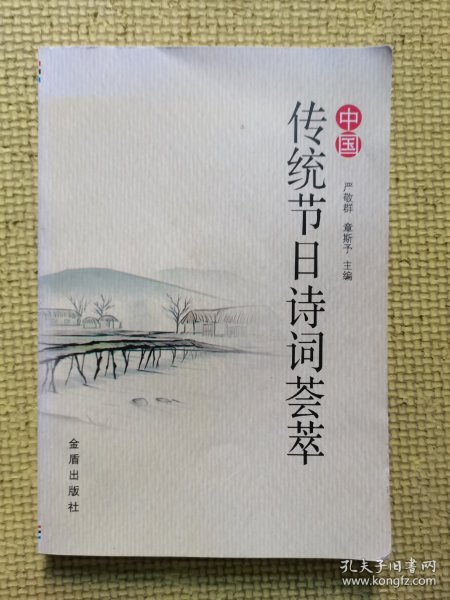 中国
传统节日诗词荟萃
严敬群 章斯予 主编
金盾出版社
孔夫子旧书网
www.kongfz.com